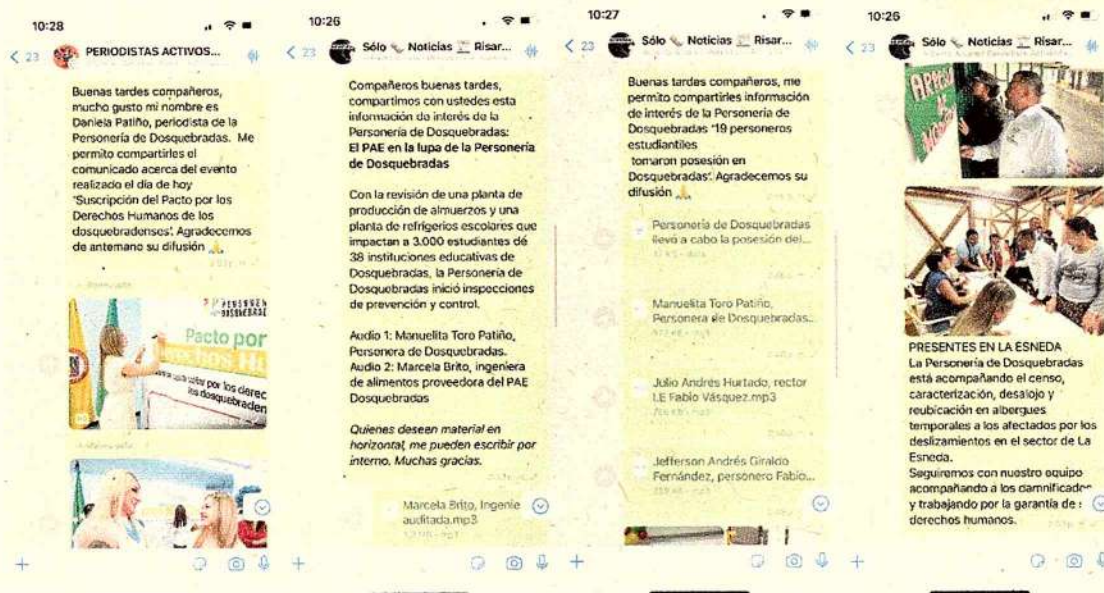 10:28
23
PERIODISTAS ACTIVOS...
Buenas tardes compañeros,
mucho gusto mi nombre es
Daniela Patiño, periodista de la
Personería de Dosquebradas. Me
permito compartirles el
comunicado acerca del evento
realizado el día de hoy
'Suscripción del Pacto por los
Derechos Humanos de los
dosquebradenses'. Agradecemos
de antemano su difusión 🙏
Pacto por
10:26
23
Sólo 🗞️ Noticias Risar...
Compañeros buenas tardes,
compartimos con ustedes esta
información de interés de la
Personería de Dosquebradas:
El PAE en la lupa de la Personería
de Dosquebradas
Con la revisión de una planta de
producción de almuerzos y una
planta de refrigerios escolares que
impactan a 3.000 estudiantes dé
38 instituciones educativas de
Dosquebradas, la Personería de
Dosquebradas inició inspecciones
de prevención y control.
Audio 1: Manuelita Toro Patiño,
Personera de Dosquebradas.
Audio 2: Marcela Brito, ingeniera
de alimentos proveedora del PAE
Dosquebradas
Quienes deseen material en
horizontal, me pueden escribir por
interno. Muchas gracias.
Marcela Brito, Ingenie
auditada.mp3
10:27
23
Sólo 🗞️ Noticias Risar...
Buenas tardes compañeros, me
permito compartirles información
de interés de la Personería de
Dosquebradas '19 personeros
estudiantiles
tomaron posesión en
Dosquebradas'. Agradecemos su
difusión 🙏
Personería de Dosquebradas
llevó a cabo la posesión del...
Manuelita Toro Patiño,
Personera de Dosquebradas...
Julio Andrés Hurtado, rector
I.E Fabio Vásquez.mp3
Jefferson Andrés Giraldo
Fernández, personero Fabio...
10:26
23
Sólo 🗞️ Noticias Risar...
PRESENTES EN LA ESNEDA
La Personería de Dosquebradas
está acompañando el censo,
caracterización, desalojo y
reubicación en albergues
temporales a los afectados por los
deslizamientos en el sector de La
Esneda.
Seguiremos con nuestro equipo
acompañando a los damnificados
y trabajando por la garantía de
derechos humanos.